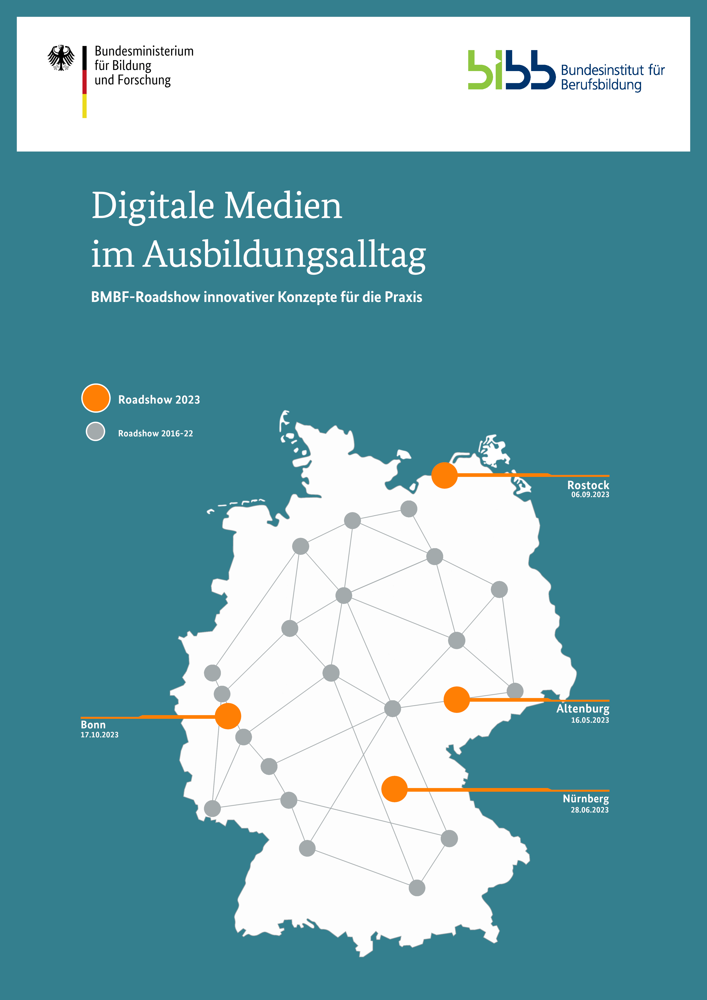 Bundesministerium
für Bildung
und Forschung
bibb
Bundesinstitut für
Berufsbildung
Digitale Medien
im Ausbildungsalltag
BMBF-Roadshow innovativer Konzepte für die Praxis
Roadshow 2023
Roadshow 2016-22
Rostock
06.09.2023
Altenburg
16.05.2023
Bonn
17.10.2023
Nürnberg
28.06.2023